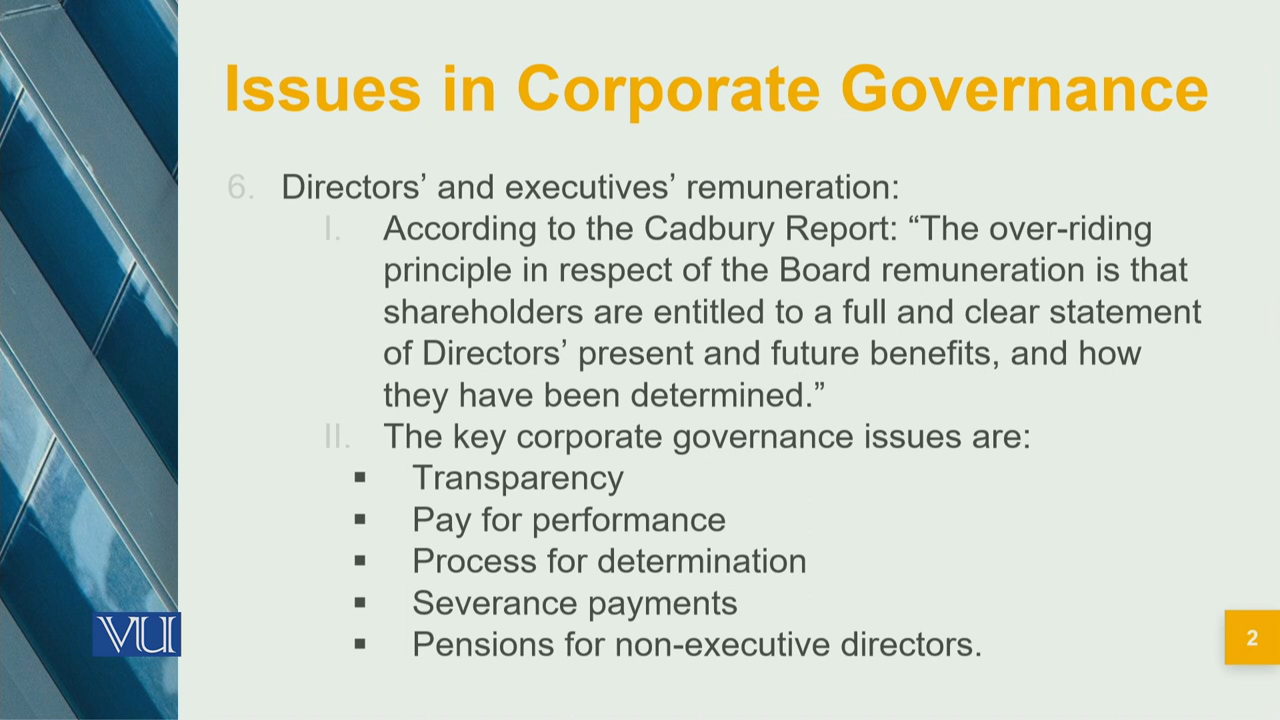 Issues in Corporate Governance
6. Directors’ and executives’ remuneration:
I. According to the Cadbury Report: “The over-riding
principle in respect of the Board remuneration is that
shareholders are entitled to a full and clear statement
of Directors’ present and future benefits, and how
they have been determined.”
II. The key corporate governance issues are:
▪ Transparency
▪ Pay for performance
▪ Process for determination
▪ Severance payments
▪ Pensions for non-executive directors.
VU
2